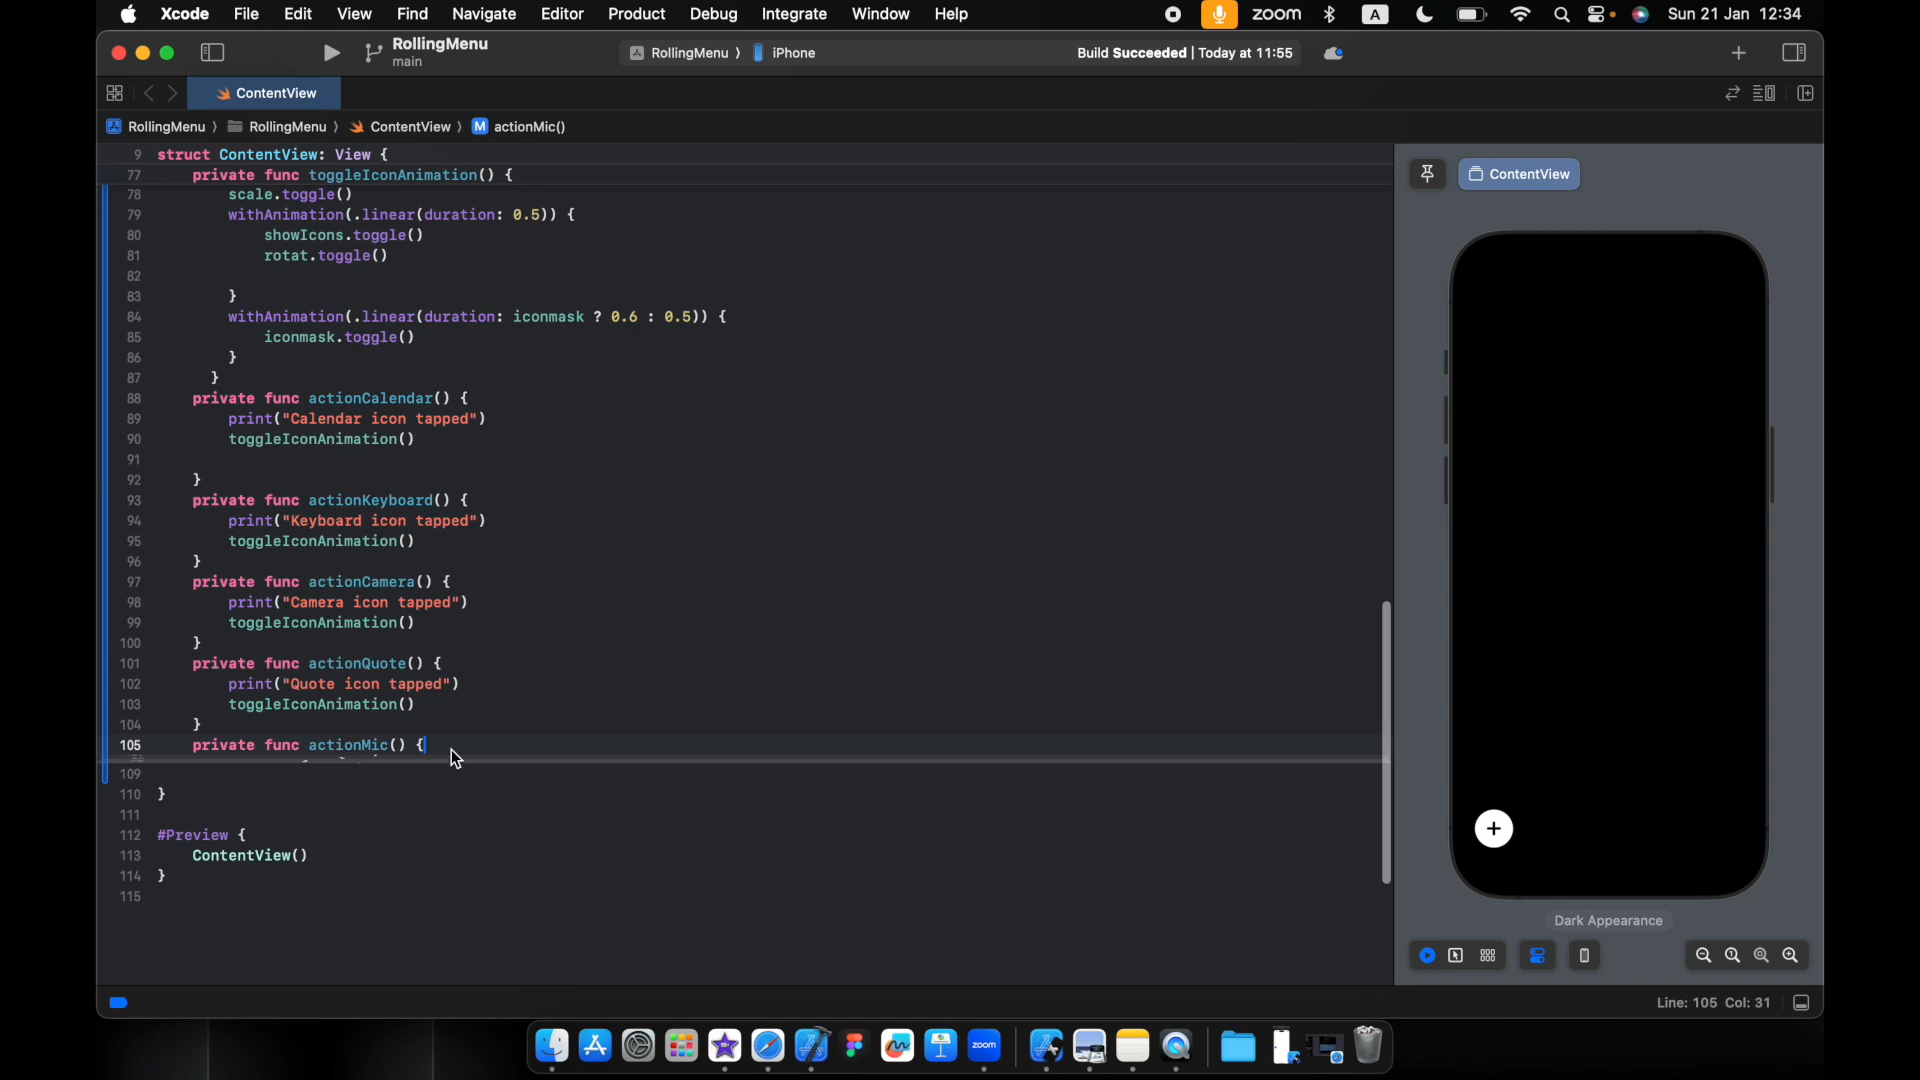 Xcode File Edit View Find Navigate Editor Product Debug Integrate Window Help zoom A Sun 21 Jan 12:34
RollingMenu
main
RollingMenu 〉 iPhone Build Succeeded | Today at 11:55
ContentView
RollingMenu 〉 RollingMenu 〉 ContentView 〉 M actionMic()
9 struct ContentView: View {
77 private func toggleIconAnimation() {
78 scale.toggle()
79 withAnimation(.linear(duration: 0.5)) {
80 showIcons.toggle()
81 rotat.toggle()
82
83 }
84 withAnimation(.linear(duration: iconmask ? 0.6 : 0.5)) {
85 iconmask.toggle()
86 }
87 }
88 private func actionCalendar() {
89 print("Calendar icon tapped")
90 toggleIconAnimation()
91
92 }
93 private func actionKeyboard() {
94 print("Keyboard icon tapped")
95 toggleIconAnimation()
96 }
97 private func actionCamera() {
98 print("Camera icon tapped")
99 toggleIconAnimation()
100 }
101 private func actionQuote() {
102 print("Quote icon tapped")
103 toggleIconAnimation()
104 }
105 private func actionMic() {
109
110 }
111
112 #Preview {
113 ContentView()
114 }
115
ContentView
+
Dark Appearance
Line: 105 Col: 31
zoom